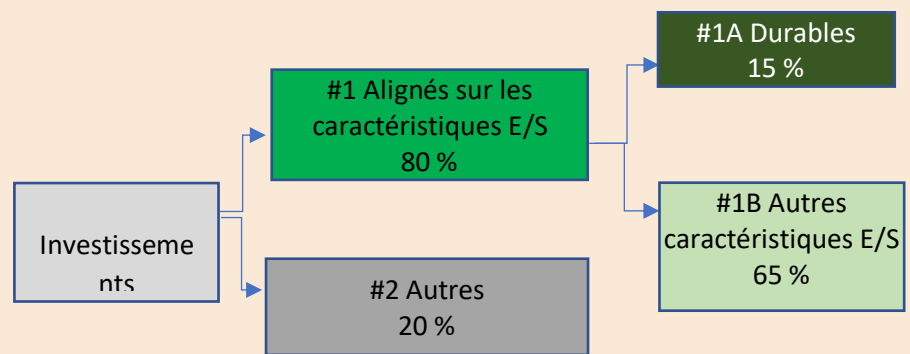 #1A Durables
15 %
#1 Alignés sur les
caractéristiques E/S
80 %
#1B Autres
caractéristiques E/S
65 %
Investisseme
nts
#2 Autres
20 %